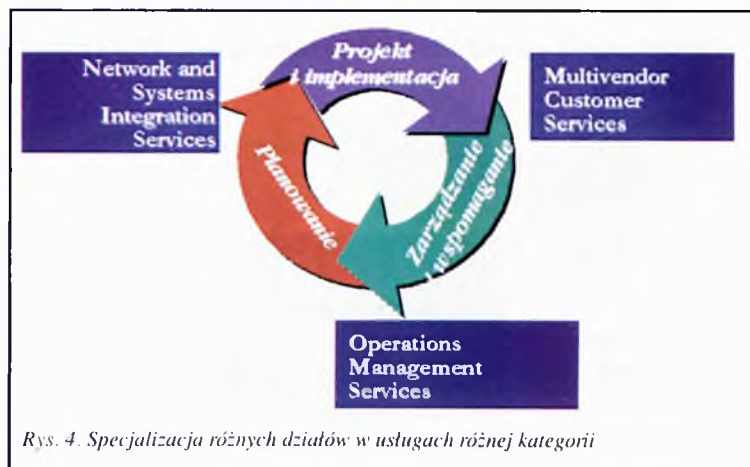 Network and
Systems
Integration
Services
Projekt
i implementacja
Multivendor
Customer
Services
Planowanie
Zarządzanie
i wspomaganie
Operations
Management
Services
Rys. 4. Specjalizacja różnych działów w usługach różnej kategorii